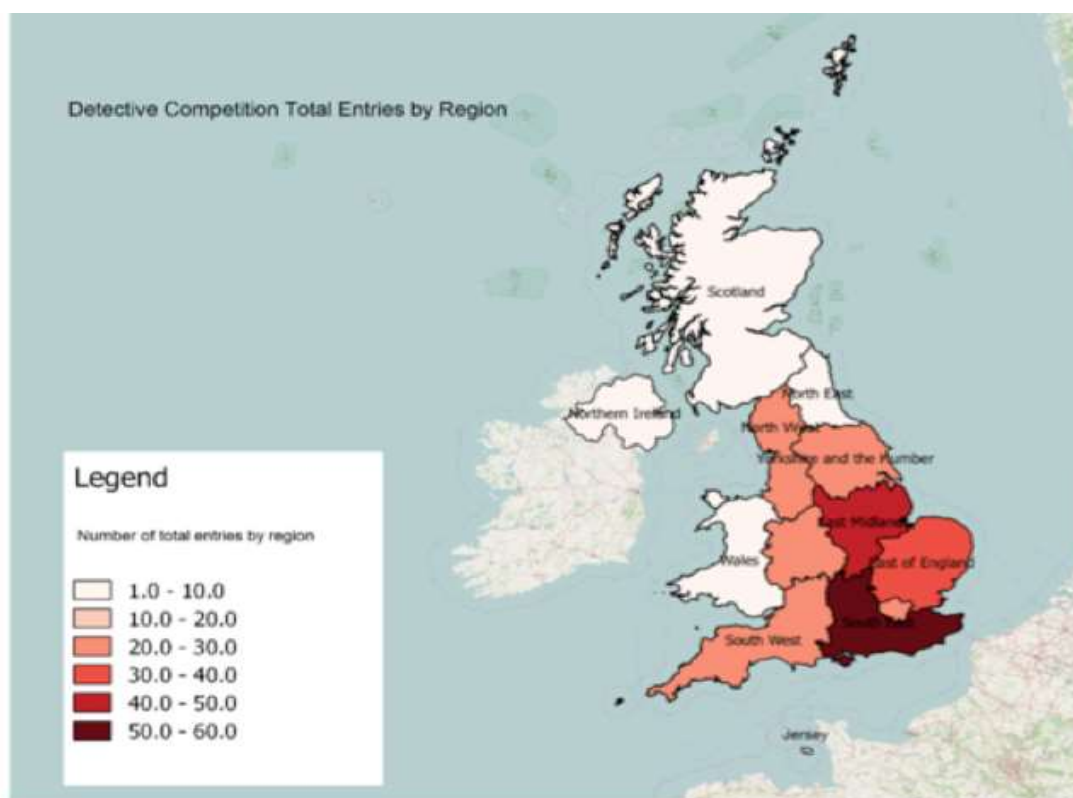 Detective Competition Total Entries by Region
Scotland
North East
Northern Ireland
North West
Yorkshire and the Humber
East Midlands
Wales
East of England
South East
South West
Jersey
Legend
Number of total entries by region
1.0 - 10.0
10.0 - 20.0
20.0 - 30.0
30.0 - 40.0
40.0 - 50.0
50.0 - 60.0